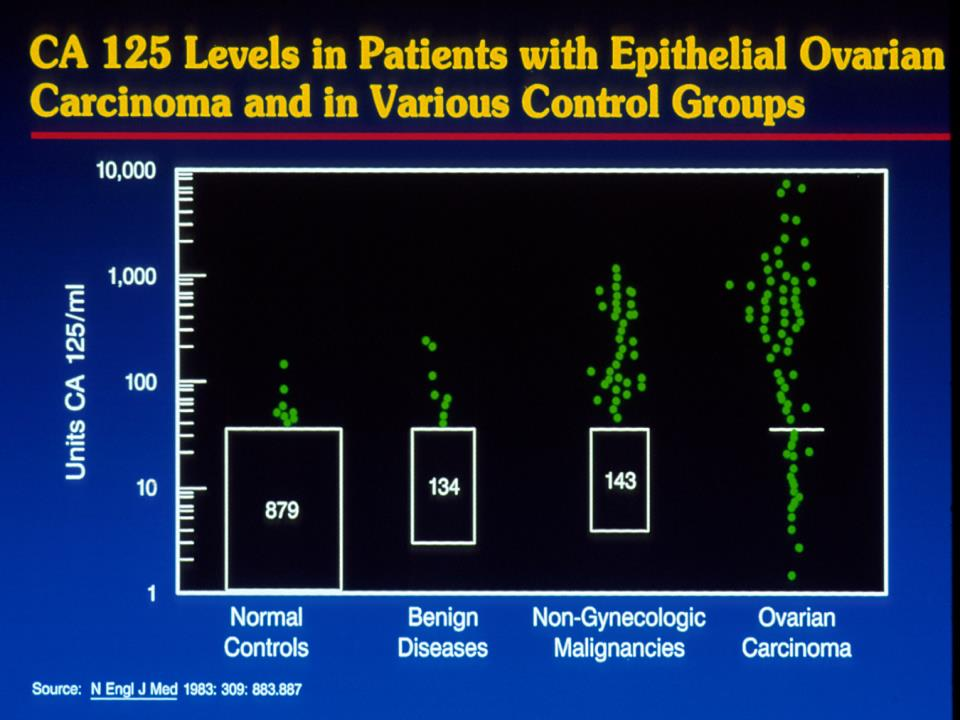 CA 125 Levels in Patients with Epithelial Ovarian
Carcinoma and in Various Control Groups
10,000
1,000
100
10
1
Units CA 125/ml
879
134
143
Normal
Controls
Benign
Diseases
Non-Gynecologic
Malignancies
Ovarian
Carcinoma
Source: N Engl J Med 1983: 309: 883.887